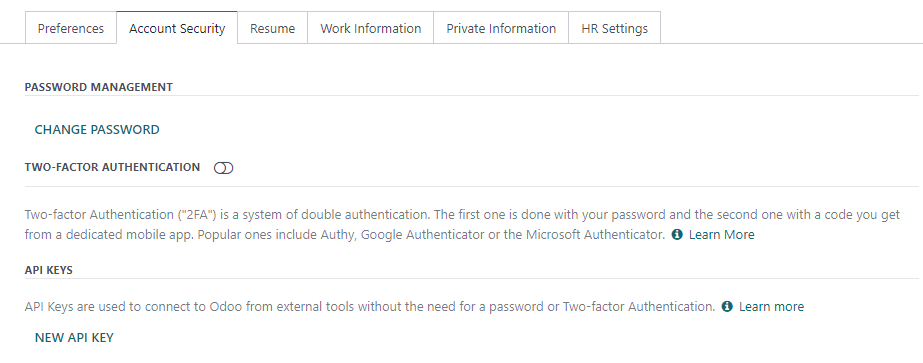 Preferences Account Security Resume Work Information Private Information HR Settings
PASSWORD MANAGEMENT
CHANGE PASSWORD
TWO-FACTOR AUTHENTICATION
Two-factor Authentication ("2FA") is a system of double authentication. The first one is done with your password and the second one with a code you get
from a dedicated mobile app. Popular ones include Authy, Google Authenticator or the Microsoft Authenticator. Learn More
API KEYS
API Keys are used to connect to Odoo from external tools without the need for a password or Two-factor Authentication. Learn more
NEW API KEY